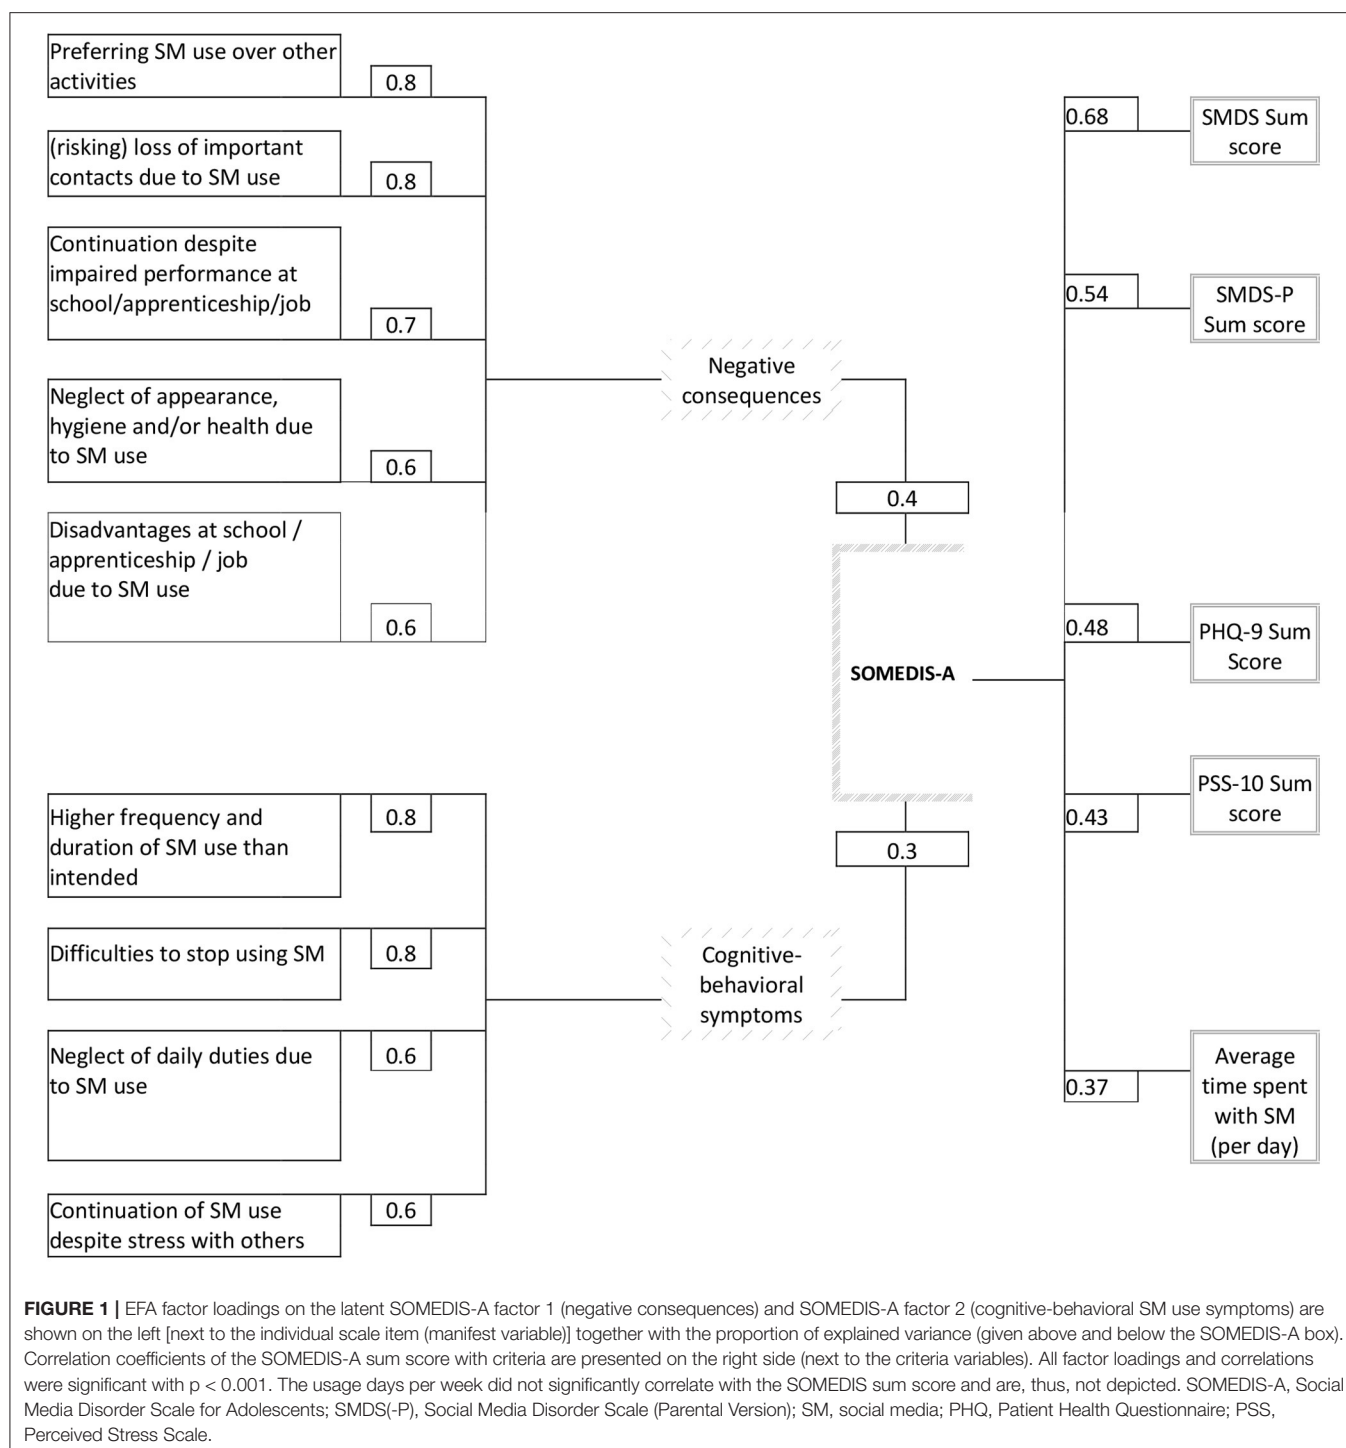 Preferring SM use over other
activities
0.8
(risking) loss of important
contacts due to SM use
0.8
Continuation despite
impaired performance at
school/apprenticeship/job
0.7
Neglect of appearance,
hygiene and/or health due
to SM use
0.6
Disadvantages at school /
apprenticeship / job
due to SM use
0.6
Negative
consequences
0.4
SOMEDIS-A
0.3
Higher frequency and
duration of SM use than
intended
0.8
Difficulties to stop using SM
0.8
Neglect of daily duties due
to SM use
0.6
Continuation of SM use
despite stress with others
0.6
Cognitive-
behavioral
symptoms
0.68
SMDS Sum
score
0.54
SMDS-P
Sum score
0.48
PHQ-9 Sum
Score
0.43
PSS-10 Sum
score
0.37
Average
time spent
with SM
(per day)
FIGURE 1 | EFA factor loadings on the latent SOMEDIS-A factor 1 (negative consequences) and SOMEDIS-A factor 2 (cognitive-behavioral SM use symptoms) are
shown on the left [next to the individual scale item (manifest variable)] together with the proportion of explained variance (given above and below the SOMEDIS-A box).
Correlation coefficients of the SOMEDIS-A sum score with criteria are presented on the right side (next to the criteria variables). All factor loadings and correlations
were significant with p < 0.001. The usage days per week did not significantly correlate with the SOMEDIS sum score and are, thus, not depicted. SOMEDIS-A, Social
Media Disorder Scale for Adolescents; SMDS(-P), Social Media Disorder Scale (Parental Version); SM, social media; PHQ, Patient Health Questionnaire; PSS,
Perceived Stress Scale.